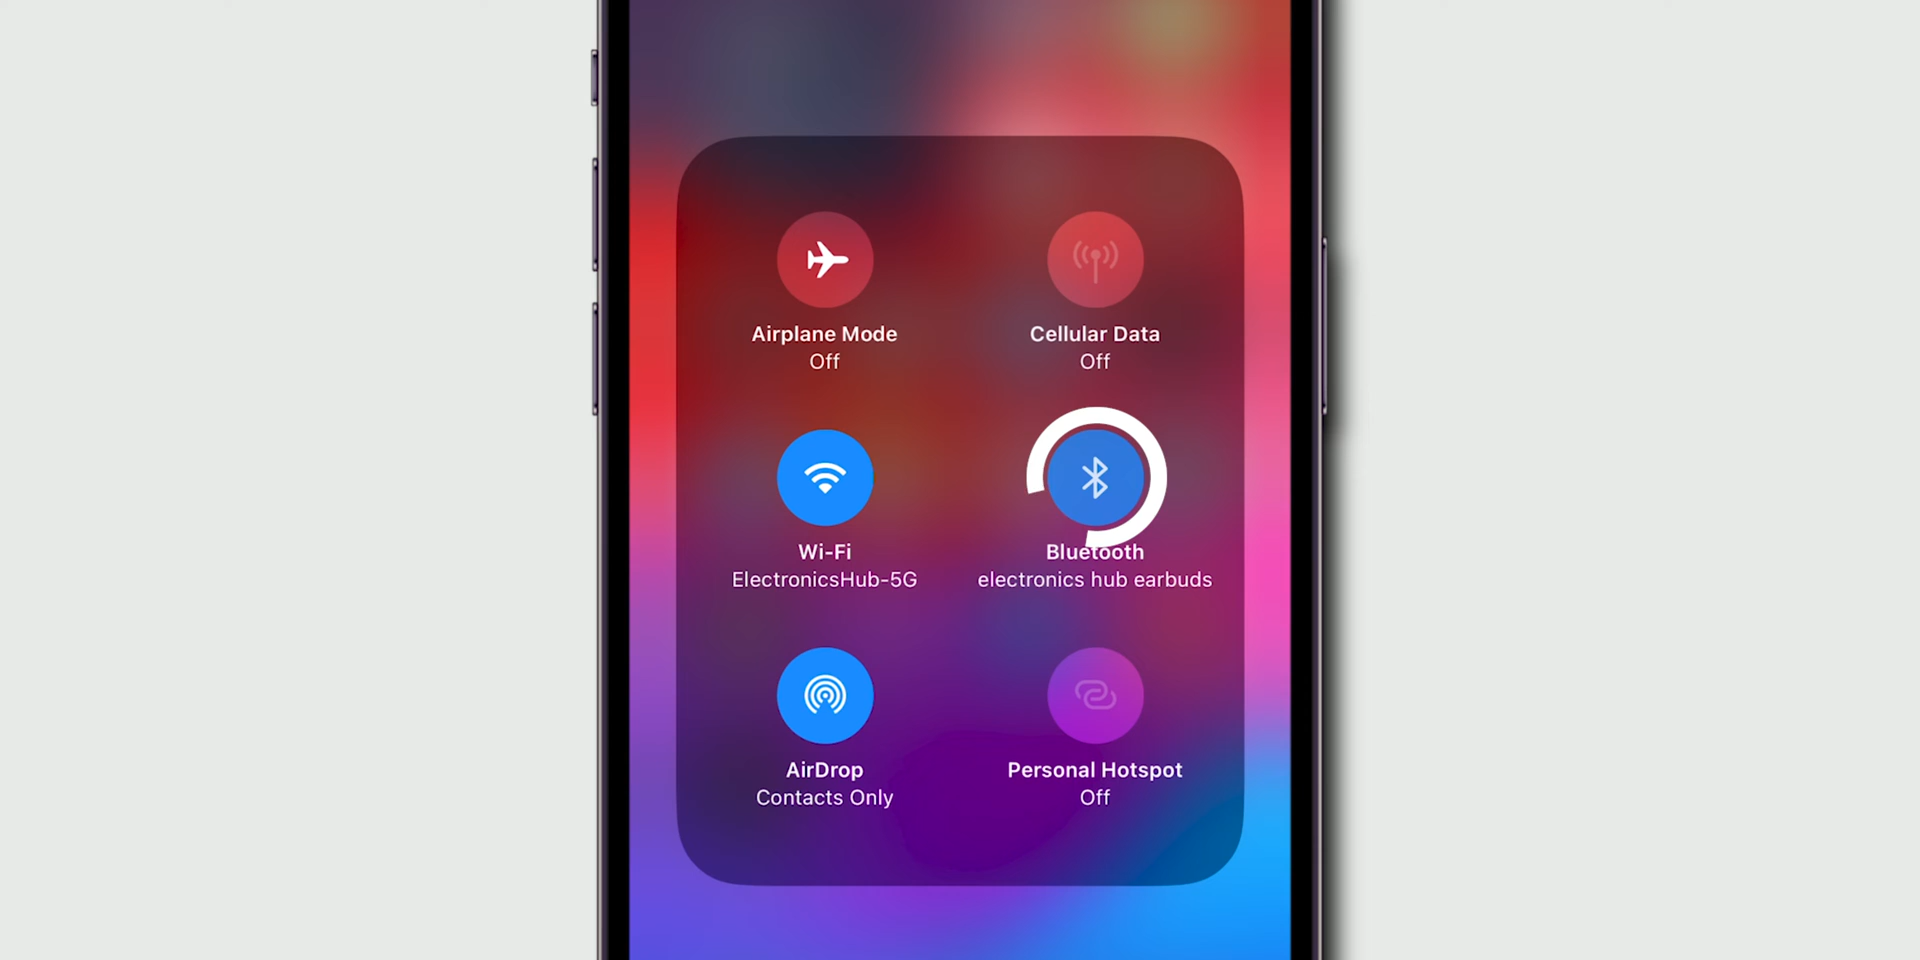 Airplane Mode
Off
Cellular Data
Off
Wi-Fi
ElectronicsHub-5G
Bluetooth
electronics hub earbuds
AirDrop
Contacts Only
Personal Hotspot
Off